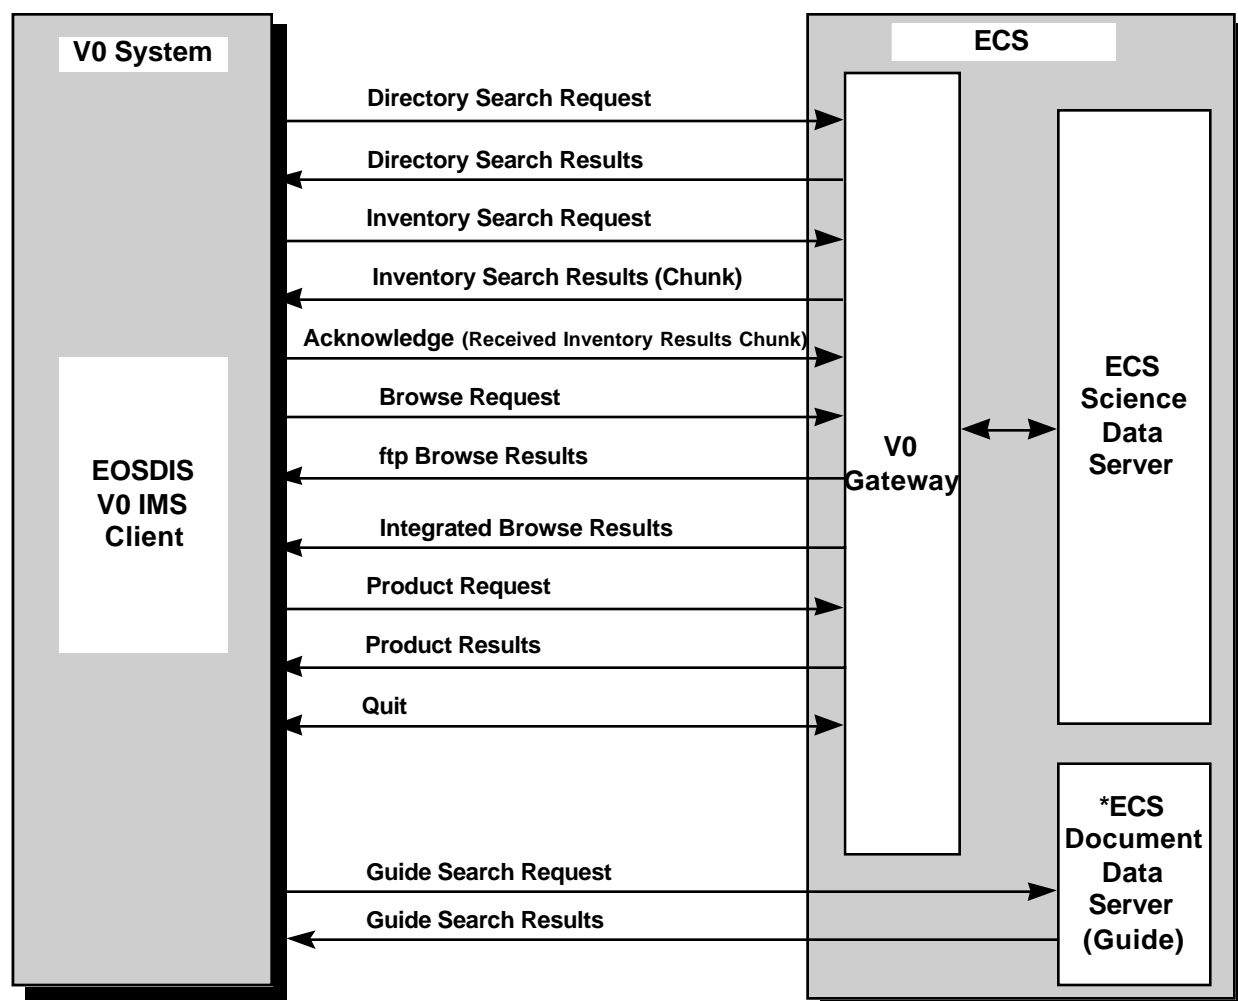 V0 System
ECS
Directory Search Request
Directory Search Results
Inventory Search Request
Inventory Search Results (Chunk)
Acknowledge (Received Inventory Results Chunk)
Browse Request
ftp Browse Results
Integrated Browse Results
Product Request
Product Results
Quit
Guide Search Request
Guide Search Results
EOSDIS
V0 IMS
Client
V0
Gateway
ECS
Science
Data
Server
*ECS
Document
Data
Server
(Guide)